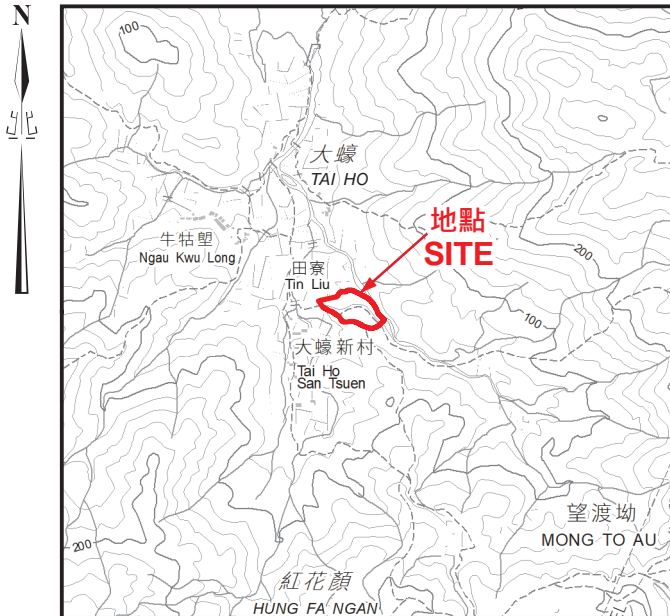 N
100
大蠔
TAI HO
地點
SITE
牛牯塱
Ngau Kwu Long
200
田寮
Tin Liu
100
大蠔新村
Tai Ho
San Tsuen
望渡坳
MONG TO AU
200
紅花顏
HUNG FA NGAN